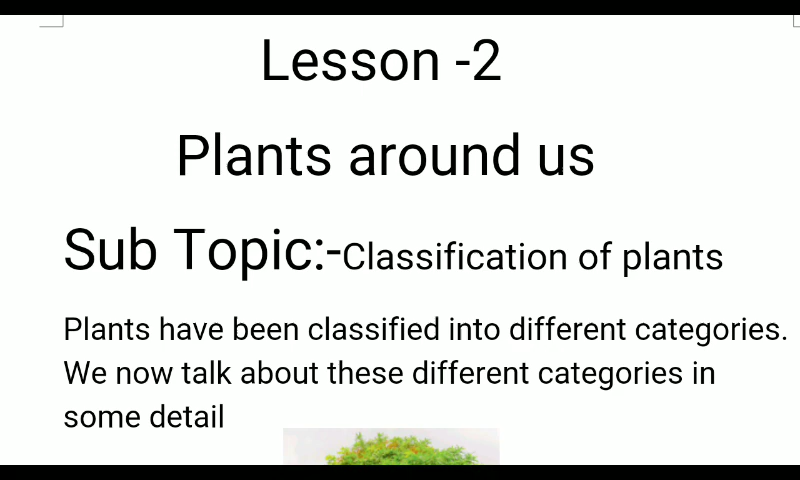 Lesson -2
Plants around us
Sub Topic:-Classification of plants
Plants have been classified into different categories.
We now talk about these different categories in
some detail